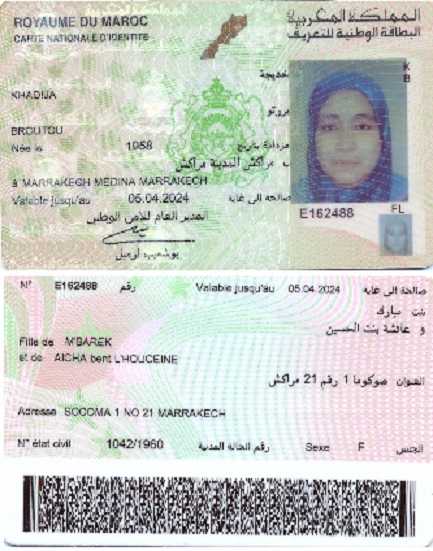 ROYAUME DU MAROC
المملكة المغربية
CARTE NATIONALE D'IDENTITE
البطاقة الوطنية للتعريف
خديجة
KHADIJA
بروتو
BROUTOU
Née le 1958 مزدادة بتاريخ
ب مراكش المدينة مراكش
à MARRAKECH MEDINA MARRAKECH
Valable jusqu'au 05.04.2024 صالحة الى غاية
المدير العام للأمن الوطني
بوشعيب أرميل
K
B
E162488
FL
N° E162488 رقم Valable jusqu'au 05.04.2024 صالحة الى غاية
بنت مبارك
و عائشة بنت الحسين
Fille de M'BAREK
et de AICHA bent L'HOUCEINE
العنوان صوكوما 1 رقم 21 مراكش
Adresse SOCOMA 1 NO 21 MARRAKECH
N° état civil 1042/1960 رقم الحالة المدنية Sexe F الجنس